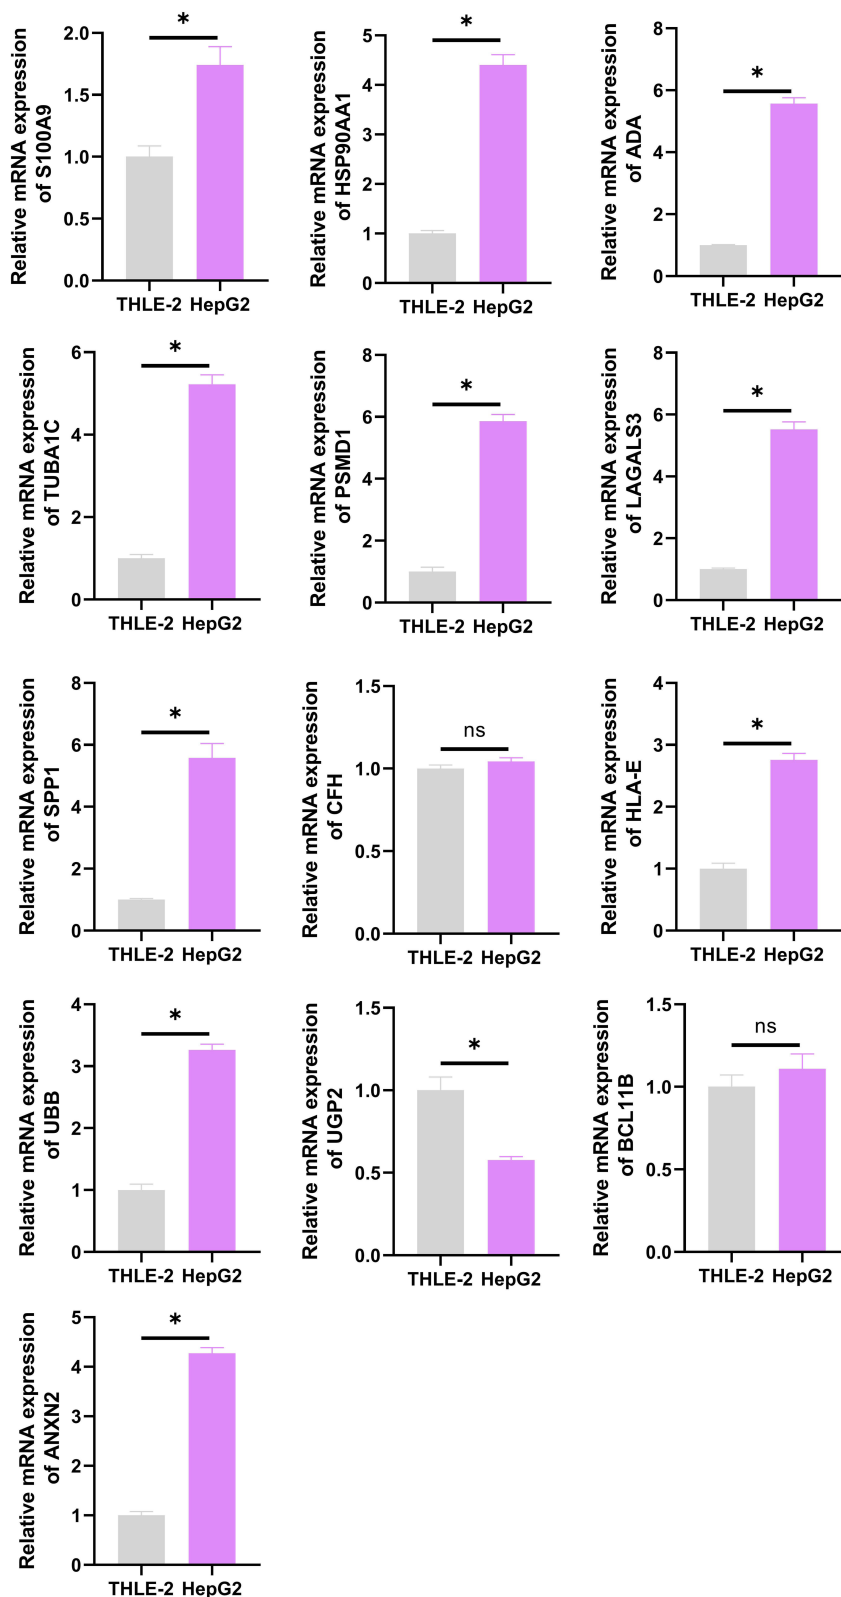 Relative mRNA expression
of S100A9
2.0
1.5
1.0
0.5
0.0
*
THLE-2 HepG2
Relative mRNA expression
of HSP90AA1
5
4
3
2
1
0
*
THLE-2 HepG2
Relative mRNA expression
of ADA
8
6
4
2
0
*
THLE-2 HepG2
Relative mRNA expression
of TUBA1C
6
4
2
0
*
THLE-2 HepG2
Relative mRNA expression
of PSMD1
8
6
4
2
0
*
THLE-2 HepG2
Relative mRNA expression
of LAGALS3
8
6
4
2
0
*
THLE-2 HepG2
Relative mRNA expression
of SPP1
8
6
4
2
0
*
THLE-2 HepG2
Relative mRNA expression
of CFH
1.5
1.0
0.5
0.0
ns
THLE-2 HepG2
Relative mRNA expression
of HLA-E
4
3
2
1
0
*
THLE-2 HepG2
Relative mRNA expression
of UBB
4
3
2
1
0
*
THLE-2 HepG2
Relative mRNA expression
of UGP2
1.5
1.0
0.5
0.0
*
THLE-2 HepG2
Relative mRNA expression
of BCL11B
1.5
1.0
0.5
0.0
ns
THLE-2 HepG2
Relative mRNA expression
of ANXN2
5
4
3
2
1
0
*
THLE-2 HepG2